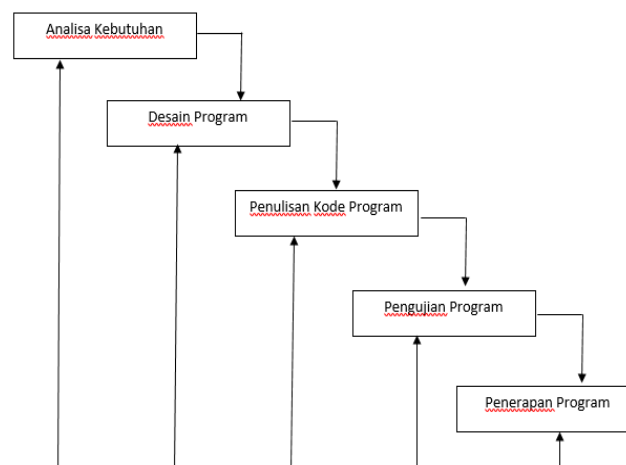 Analisa Kebutuhan
Desain Program
Penulisan Kode Program
Pengujian Program
Penerapan Program